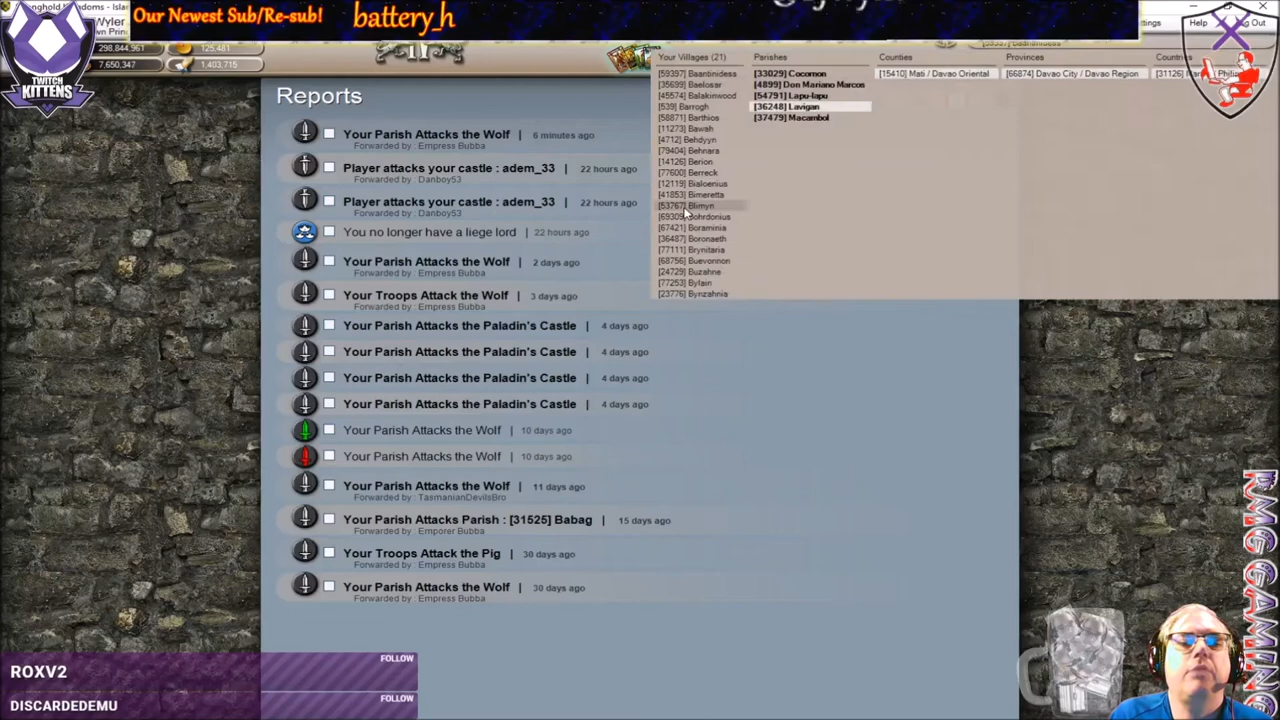 Our Newest Sub/Re-sub!
battery_h
Wyler
Help
298,844,961
125,481
7,650,347
1,403,715
TWITCH
KITTENS
Your Villages (21)
Parishes
Counties
Provinces
[59397] Baantinidess
[33029] Cocomon
[15410] Mati / Davao Oriental
[66874] Davao City / Davao Region
[35699] Baelosar
[4899] Don Mariano Marcos
[45574] Balakinwood
[54791] Lapu-lapu
[539] Barrogh
[36248] Lavigan
[58871] Barthios
[37479] Macambol
[11273] Bawah
[4712] Behdyyn
[79404] Behnara
[14126] Berion
[77600] Berreck
[12119] Bialoenius
[41853] Bimeretta
[53767] Blimyn
[67421] Boraminia
[36487] Boronaeth
[77111] Brynitaria
[68756] Buevonnon
[24729] Buzahne
[77253] Bylain
[23776] Bynzahnia
Reports
Your Parish Attacks the Wolf | 6 minutes ago
Forwarded by : Empress Bubba
Player attacks your castle : adem_33 | 22 hours ago
Forwarded by : Danboy53
Player attacks your castle : adem_33 | 22 hours ago
Forwarded by : Danboy53
You no longer have a liege lord | 22 hours ago
Your Parish Attacks the Wolf | 2 days ago
Forwarded by : Empress Bubba
Your Troops Attack the Wolf | 3 days ago
Forwarded by : Empress Bubba
Your Parish Attacks the Paladin's Castle | 4 days ago
Your Parish Attacks the Paladin's Castle | 4 days ago
Your Parish Attacks the Paladin's Castle | 4 days ago
Your Parish Attacks the Paladin's Castle | 4 days ago
Your Parish Attacks the Wolf | 10 days ago
Your Parish Attacks the Wolf | 10 days ago
Your Parish Attacks the Wolf | 11 days ago
Forwarded by : TasmanianDevilsBro
Your Parish Attacks Parish : [31525] Babag | 15 days ago
Forwarded by : Emporer Bubba
Your Troops Attack the Pig | 30 days ago
Forwarded by : Empress Bubba
Your Parish Attacks the Wolf | 30 days ago
Forwarded by : Empress Bubba
RMG GAMING
FOLLOW
ROXV2
FOLLOW
DISCARDEDEMU